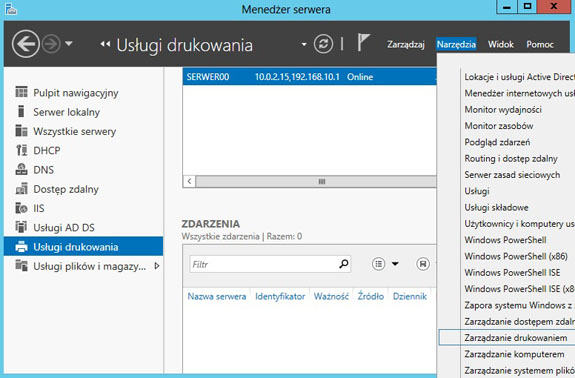 Menedżer serwera
Usługi drukowania
Zarządzaj Narzędzia Widok Pomoc
Pulpit nawigacyjny
Serwer lokalny
Wszystkie serwery
DHCP
DNS
Dostęp zdalny
IIS
Usługi AD DS
Usługi drukowania
Usługi plików i magazy...
SERWER00 10.0.2.15,192.168.10.1 Online
ZDARZENIA
Wszystkie zdarzenia | Razem: 0
Filtr
Nazwa serwera Identyfikator Ważność Źródło Dziennik
Lokacje i usługi Active Direc
Menedżer internetowych usł
Monitor wydajności
Monitor zasobów
Podgląd zdarzeń
Routing i dostęp zdalny
Serwer zasad sieciowych
Usługi
Usługi składowe
Użytkownicy i komputery us
Windows PowerShell
Windows PowerShell (x86)
Windows PowerShell ISE
Windows PowerShell ISE (x8
Zapora systemu Windows z
Zarządzanie dostępem zdaln
Zarządzanie drukowaniem
Zarządzanie komputerem
Zarządzanie systemem plikó